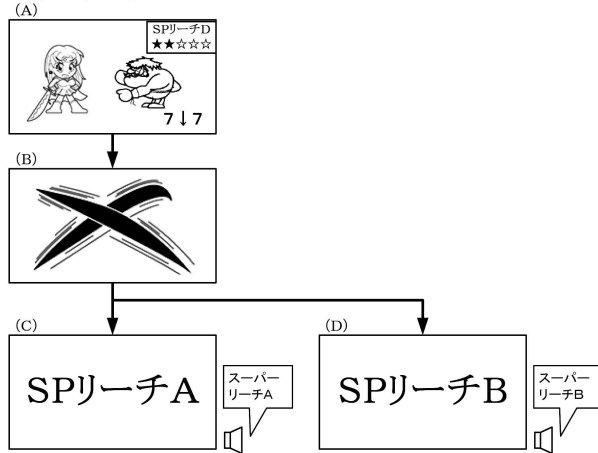 (A)
SPリーチD
★★☆☆☆
7↓7
(B)
(C)
(D)
SPリーチA
スーパー
リーチA
SPリーチB
スーパー
リーチB